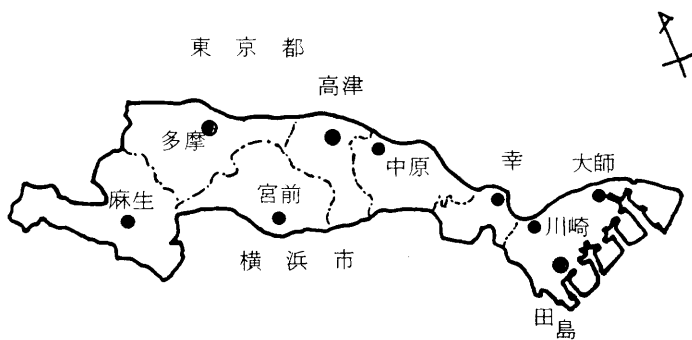 東京都
高津
多摩
中原
幸
大師
麻生
宮前
川崎
横浜市
田島